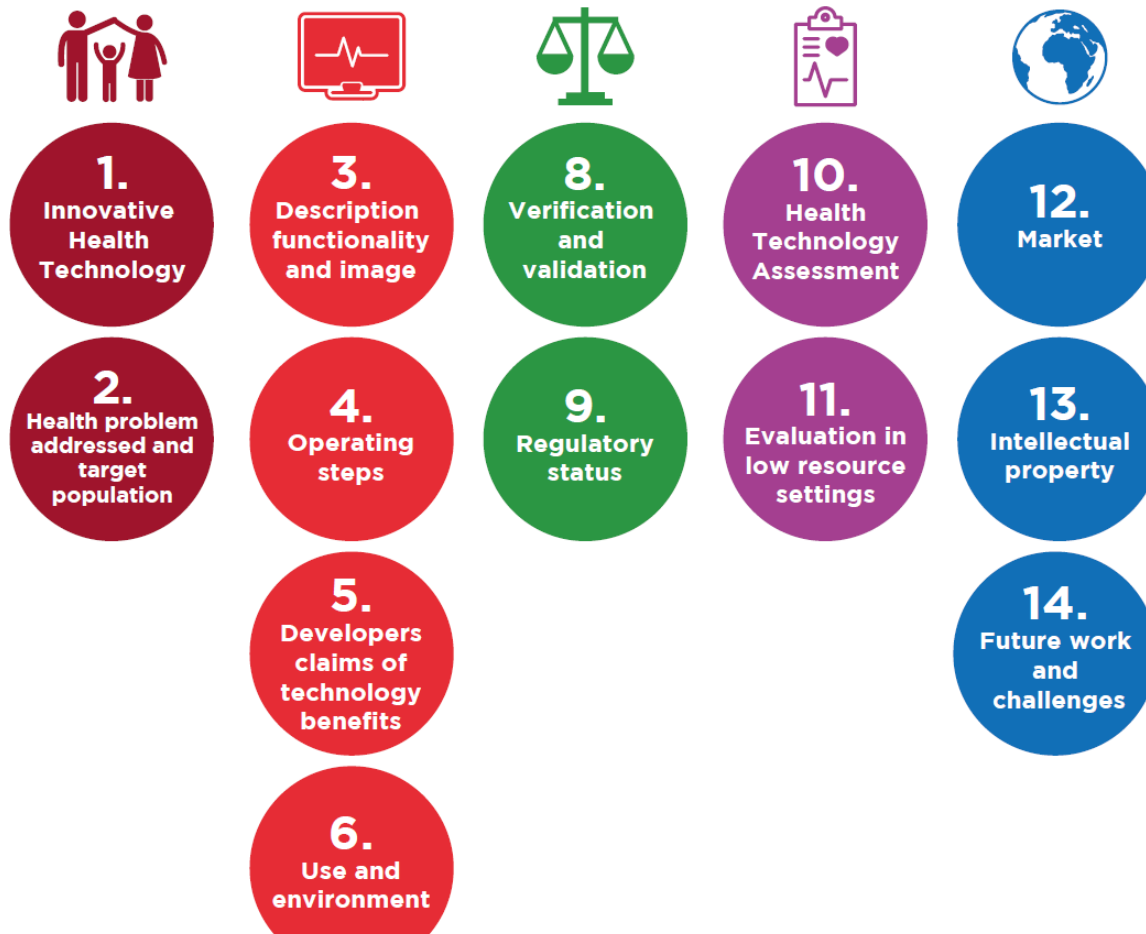 1.
Innovative
Health
Technology
2.
Health problem
addressed and
target
population
3.
Description
functionality
and image
4.
Operating
steps
5.
Developers
claims of
technology
benefits
6.
Use and
environment
8.
Verification
and
validation
9.
Regulatory
status
10.
Health
Technology
Assessment
11.
Evaluation in
low resource
settings
12.
Market
13.
Intellectual
property
14.
Future work
and
challenges